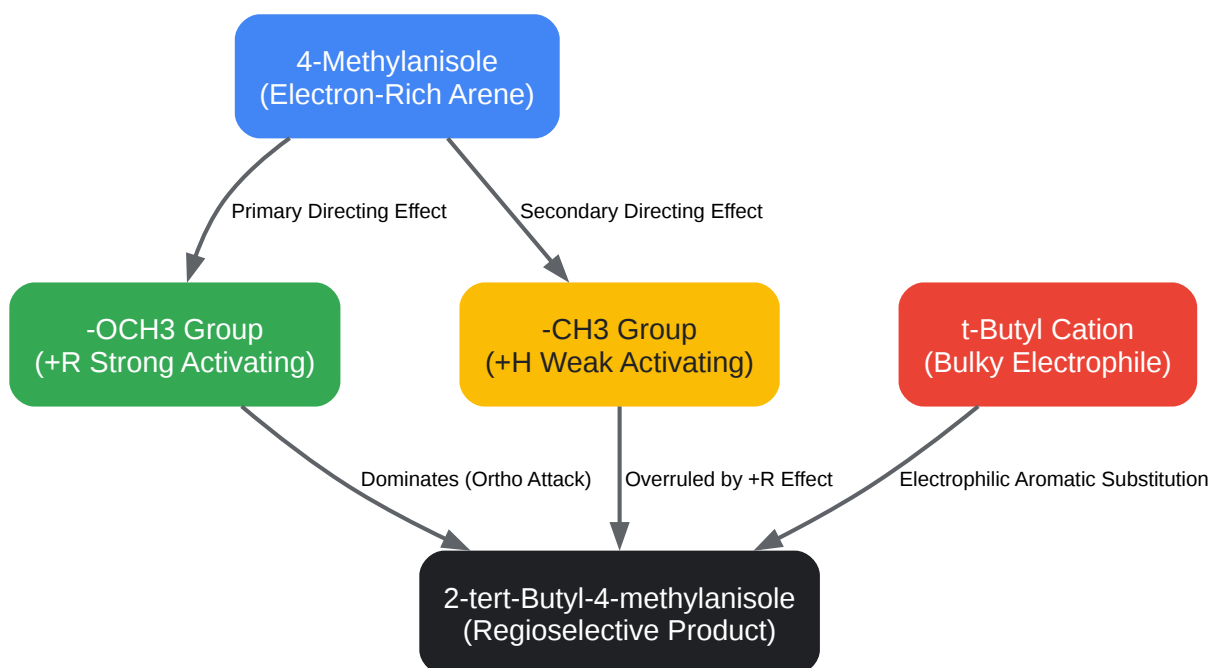 4-Methylanisole
(Electron-Rich Arene)
Primary Directing Effect
Secondary Directing Effect
-OCH3 Group
(+R Strong Activating)
-CH3 Group
(+H Weak Activating)
t-Butyl Cation
(Bulky Electrophile)
Dominates (Ortho Attack)
Overruled by +R Effect
Electrophilic Aromatic Substitution
2-tert-Butyl-4-methylanisole
(Regioselective Product)